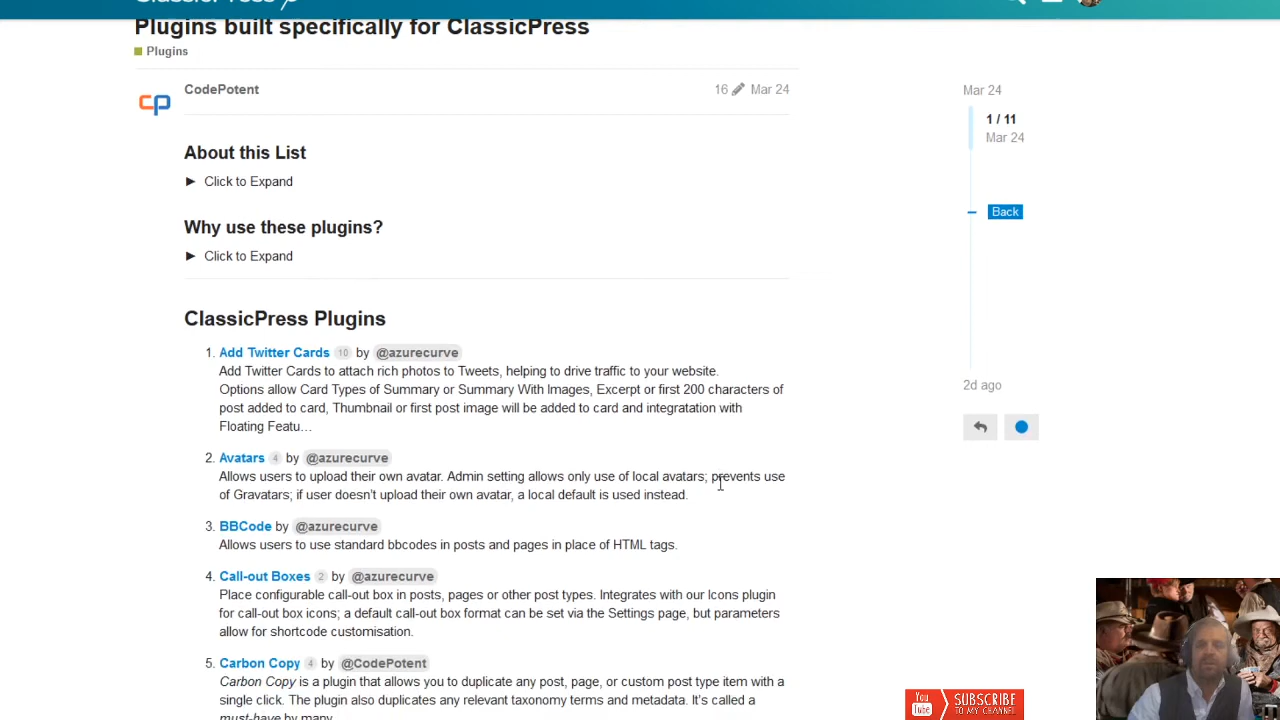 Plugins built specifically for ClassicPress
Plugins
CodePotent
16 Mar 24
About this List
► Click to Expand
Why use these plugins?
► Click to Expand
ClassicPress Plugins
1. Add Twitter Cards 10 by @azurecurve
Add Twitter Cards to attach rich photos to Tweets, helping to drive traffic to your website.
Options allow Card Types of Summary or Summary With Images, Excerpt or first 200 characters of
post added to card, Thumbnail or first post image will be added to card and integratation with
Floating Featu…
2. Avatars 4 by @azurecurve
Allows users to upload their own avatar. Admin setting allows only use of local avatars; prevents use
of Gravatars; if user doesn’t upload their own avatar, a local default is used instead.
3. BBCode by @azurecurve
Allows users to use standard bbcodes in posts and pages in place of HTML tags.
4. Call-out Boxes 2 by @azurecurve
Place configurable call-out box in posts, pages or other post types. Integrates with our Icons plugin
for call-out box icons; a default call-out box format can be set via the Settings page, but parameters
allow for shortcode customisation.
5. Carbon Copy 4 by @CodePotent
Carbon Copy is a plugin that allows you to duplicate any post, page, or custom post type item with a
single click. The plugin also duplicates any relevant taxonomy terms and metadata. It’s called a
must-have by many
Mar 24
1 / 11
Mar 24
Back
2d ago
You
Tube
SUBSCRIBE
TO MY CHANNEL